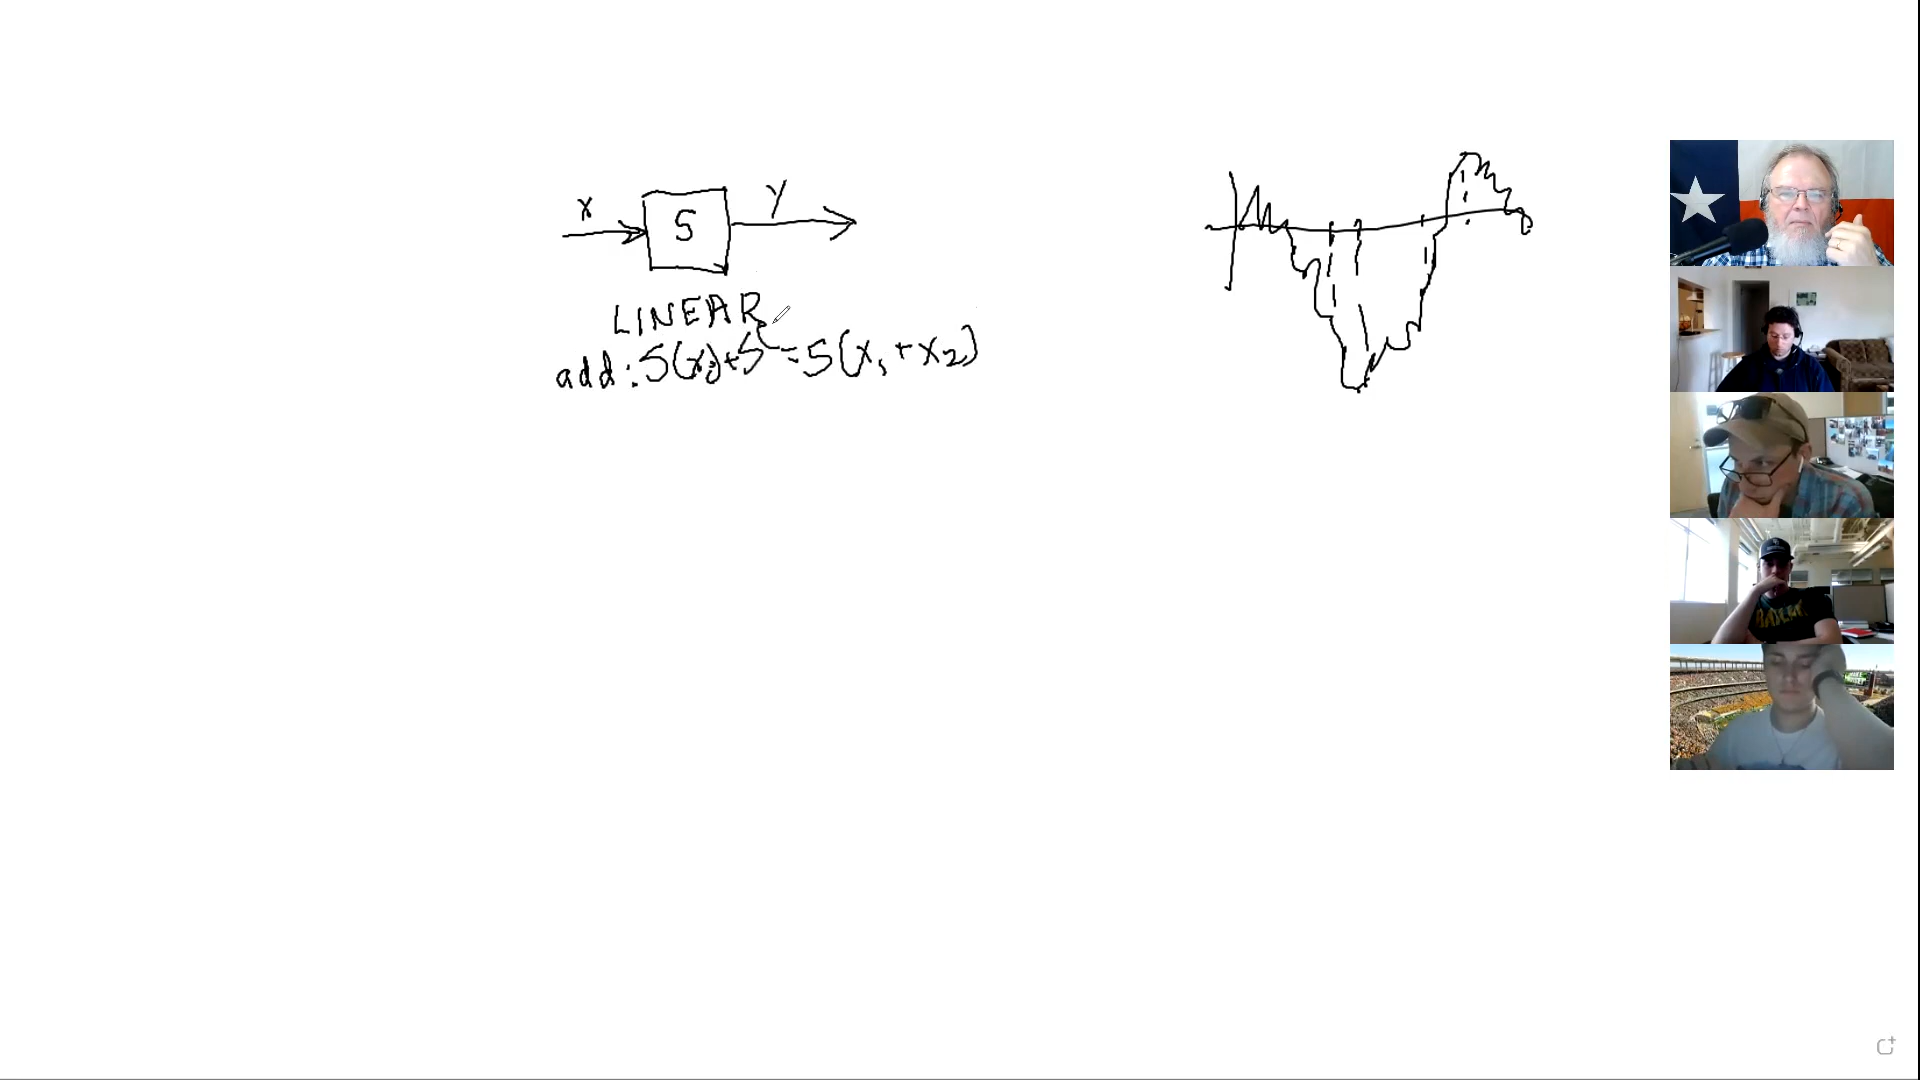 x
S
y
LINEAR
add: S(x₁)+S(=S(x₁+x₂)